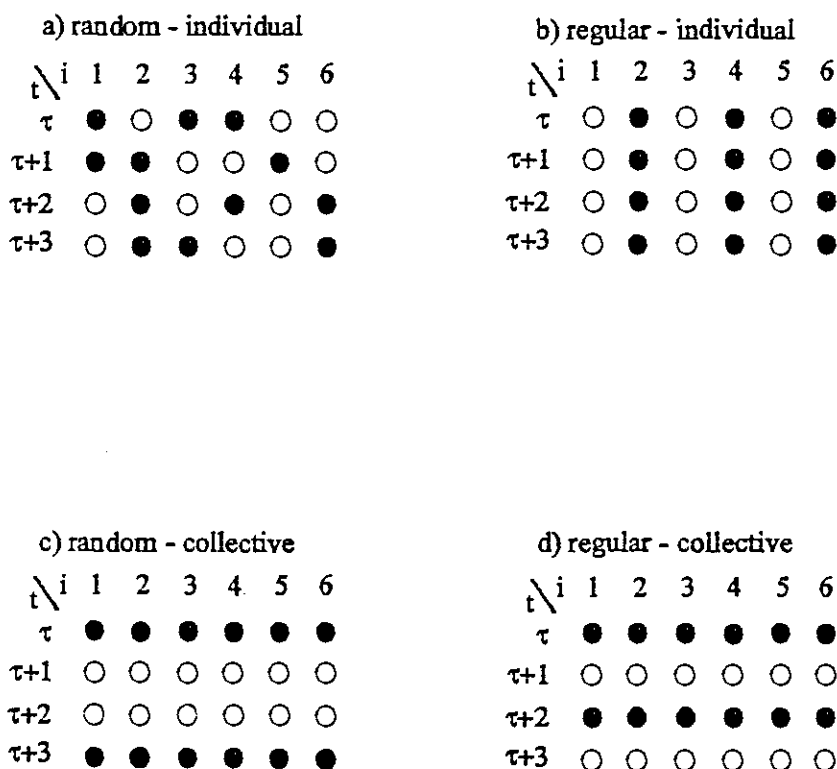 a) random - individual
t\i 1 2 3 4 5 6
τ
τ+1
τ+2
τ+3
b) regular - individual
t\i 1 2 3 4 5 6
τ
τ+1
τ+2
τ+3
c) random - collective
t\i 1 2 3 4 5 6
τ
τ+1
τ+2
τ+3
d) regular - collective
t\i 1 2 3 4 5 6
τ
τ+1
τ+2
τ+3